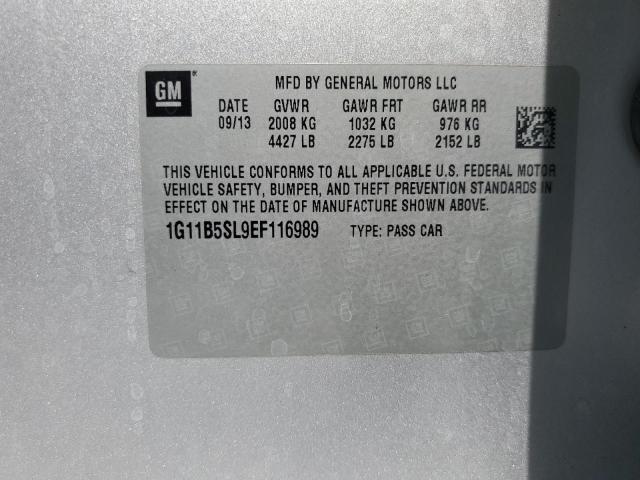 GM
MFD BY GENERAL MOTORS LLC
DATE GVWR GAWR FRT GAWR RR
09/13 2008 KG 1032 KG 976 KG
4427 LB 2275 LB 2152 LB
THIS VEHICLE CONFORMS TO ALL APPLICABLE U.S. FEDERAL MOTOR
VEHICLE SAFETY, BUMPER, AND THEFT PREVENTION STANDARDS IN
EFFECT ON THE DATE OF MANUFACTURE SHOWN ABOVE.
1G11B5SL9EF116989 TYPE: PASS CAR